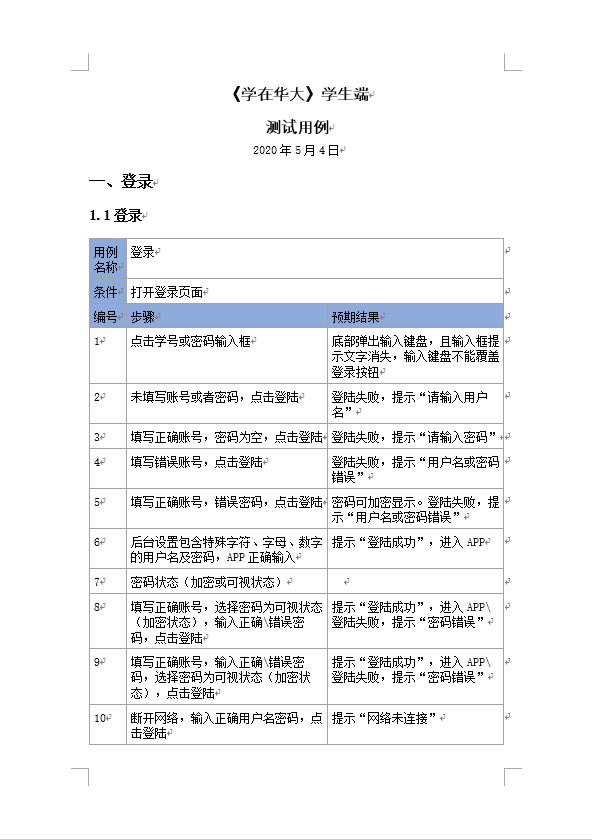 《学在华大》学生端
测试用例
2020 年 5 月 4 日
一、登录
1.1 登录
用例
名称
登录
条件
打开登录页面
编号 步骤 预期结果
1 点击学号或密码输入框 底部弹出输入键盘，且输入框提
示文字消失，输入键盘不能覆盖
登录按钮
2 未填写账号或者密码，点击登陆 登陆失败，提示“请输入用户
名”
3 填写正确账号，密码为空，点击登陆 登陆失败，提示“请输入密码”
4 填写错误账号，点击登陆 登陆失败，提示“用户名或密码
错误”
5 填写正确账号，错误密码，点击登陆 密码可加密显示。登陆失败，提
示“用户名或密码错误”
6 后台设置包含特殊字符、字母、数字 提示“登陆成功”，进入 APP
的用户名及密码，APP 正确输入
7 密码状态（加密或可视状态）
8 填写正确账号，选择密码为可视状态 提示“登陆成功”，进入 APP\
（加密状态），输入正确\错误密 登陆失败，提示“密码错误”
码，点击登陆
9 填写正确账号，输入正确\错误密 提示“登陆成功”，进入 APP\
码，选择密码为可视状态（加密状 登陆失败，提示“密码错误”
态），点击登陆
10 断开网络，输入正确用户名密码，点 提示“网络未连接”
击登陆